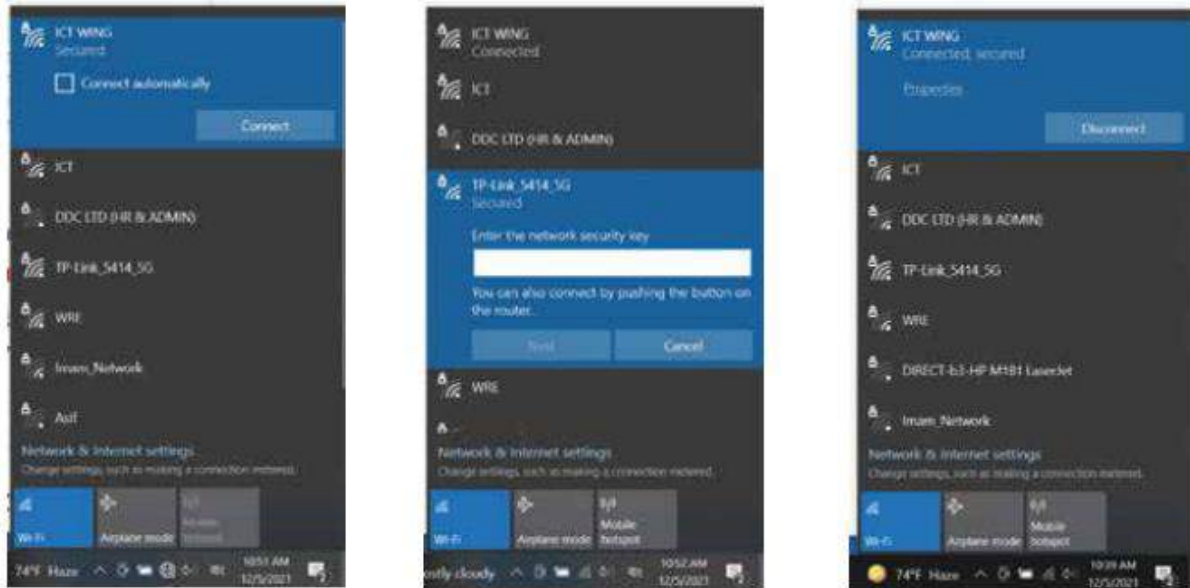 ICT WING
Secured
Connect automatically
Connect
ICT
DDC LTD (HR & ADMIN)
TP-Link_5414_5G
WRE
Imam_Network
Asif
Network & Internet settings
Change settings, such as making a connection metered.
Wi-Fi
Airplane mode
Mobile hotspot
74°F Haze
10:51 AM
12/5/2021
ICT WING
Connected
ICT
DDC LTD (HR & ADMIN)
TP-Link_5414_5G
Secured
Enter the network security key
You can also connect by pushing the button on
the router.
Next
Cancel
WRE
Network & Internet settings
Change settings, such as making a connection metered.
Wi-Fi
Airplane mode
Mobile
hotspot
ostly cloudy
10:52 AM
12/5/2021
ICT WING
Connected, secured
Properties
Disconnect
ICT
DDC LTD (HR & ADMIN)
TP-Link_5414_5G
WRE
DIRECT-b3-HP M181 LaserJet
Imam_Network
Network & Internet settings
Change settings, such as making a connection metered.
Wi-Fi
Airplane mode
Mobile
hotspot
74°F Haze
10:39 AM
12/5/2021